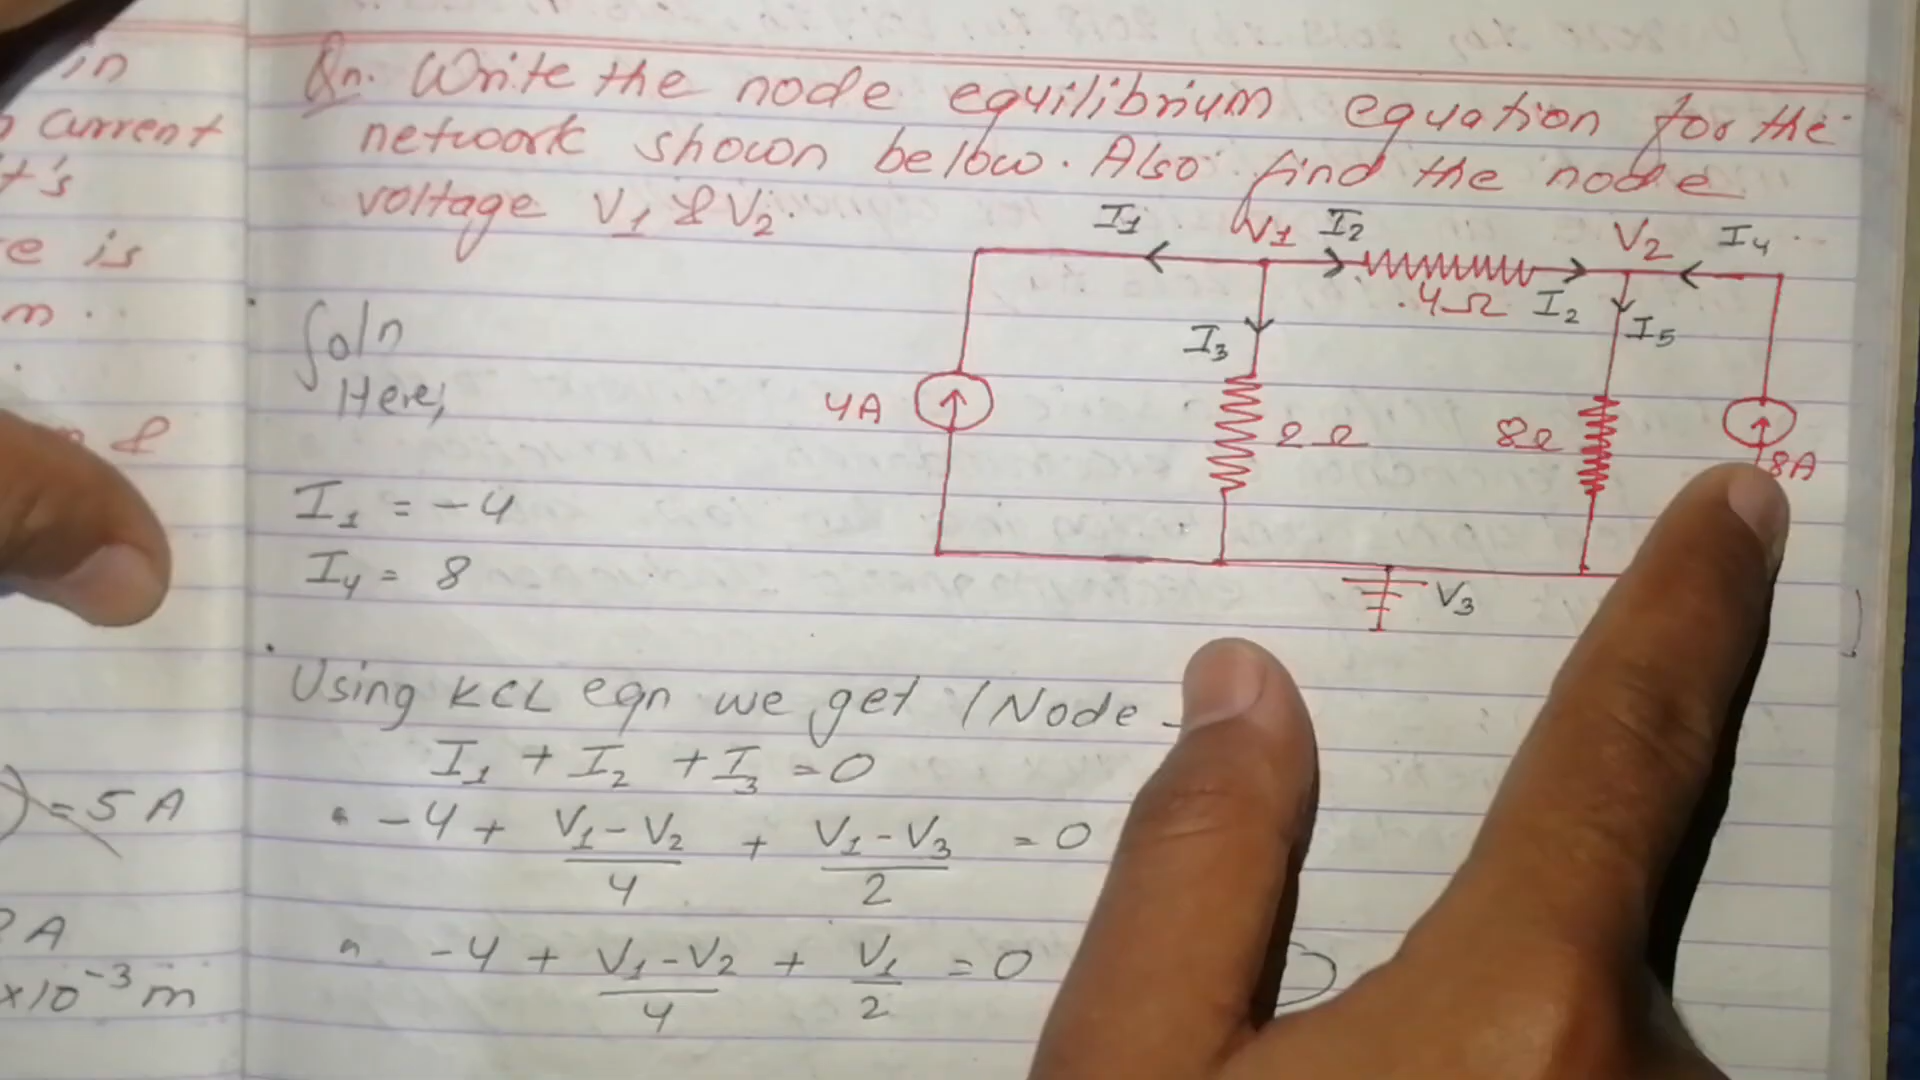 in
current
t's
e is
m.
&
) = 5 A
A
×10⁻³ m
Qn. Write the node equilibrium equation for the
network shown below. Also find the node
voltage V1 & V2.
I1
V1
I2
V2
I4
4Ω
I2
I5
I3
4A
2Ω
8Ω
8A
V3
Soln
Here,
I1 = -4
I4 = 8
Using KCL eqn we get (Node -
I1 + I2 + I3 = 0
-4 + (V1 - V2)/4 + (V1 - V3)/2 = 0
-4 + (V1 - V2)/4 + V1/2 = 0